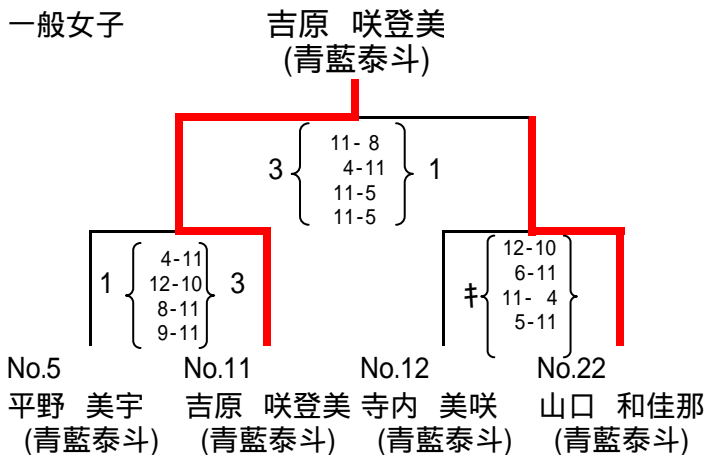 一般女子
吉原 咲登美
(青藍泰斗)
3 11- 8 1
4-11
11-5
11-5
1 4-11 3
12-10
8-11
9-11
ｷ 12-10
6-11
11- 4
5-11
No.5 No.11 No.12 No.22
平野 美宇 吉原 咲登美 寺内 美咲 山口 和佳那
(青藍泰斗) (青藍泰斗) (青藍泰斗) (青藍泰斗)